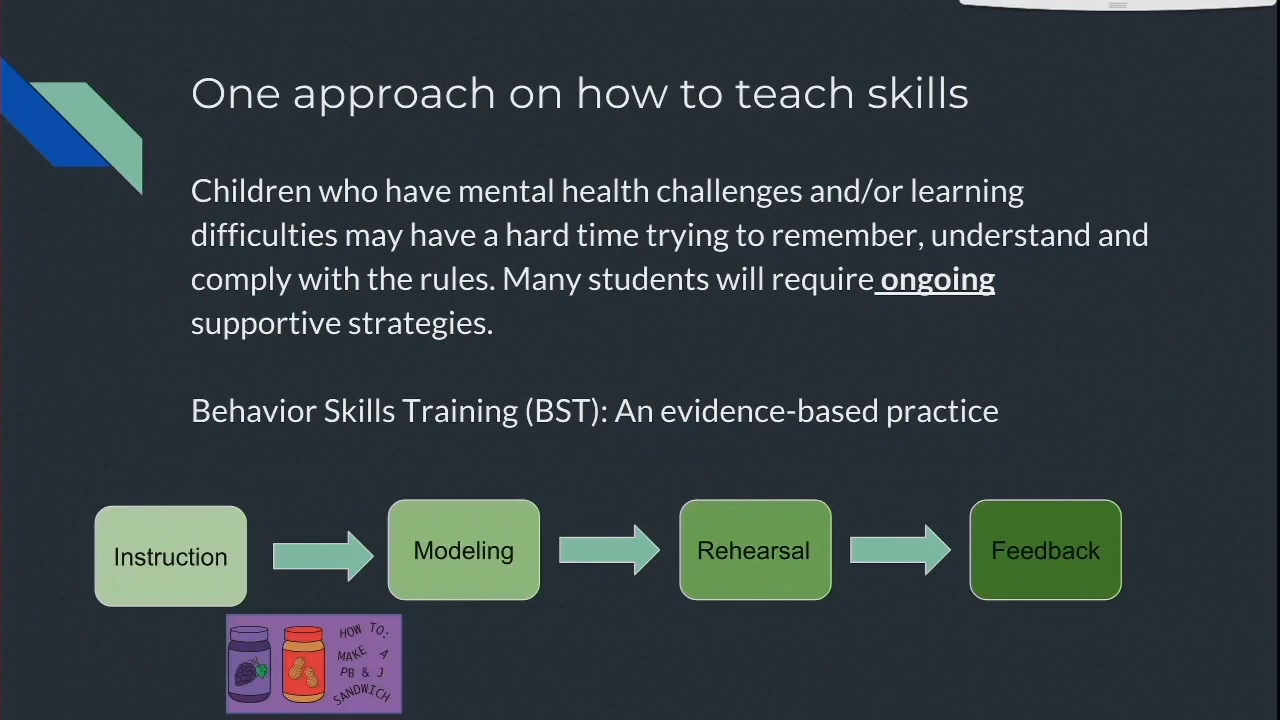 One approach on how to teach skills
Children who have mental health challenges and/or learning
difficulties may have a hard time trying to remember, understand and
comply with the rules. Many students will require ongoing
supportive strategies.
Behavior Skills Training (BST): An evidence-based practice
Instruction
Modeling
Rehearsal
Feedback
HOW TO:
MAKE A
PB & J
SANDWICH